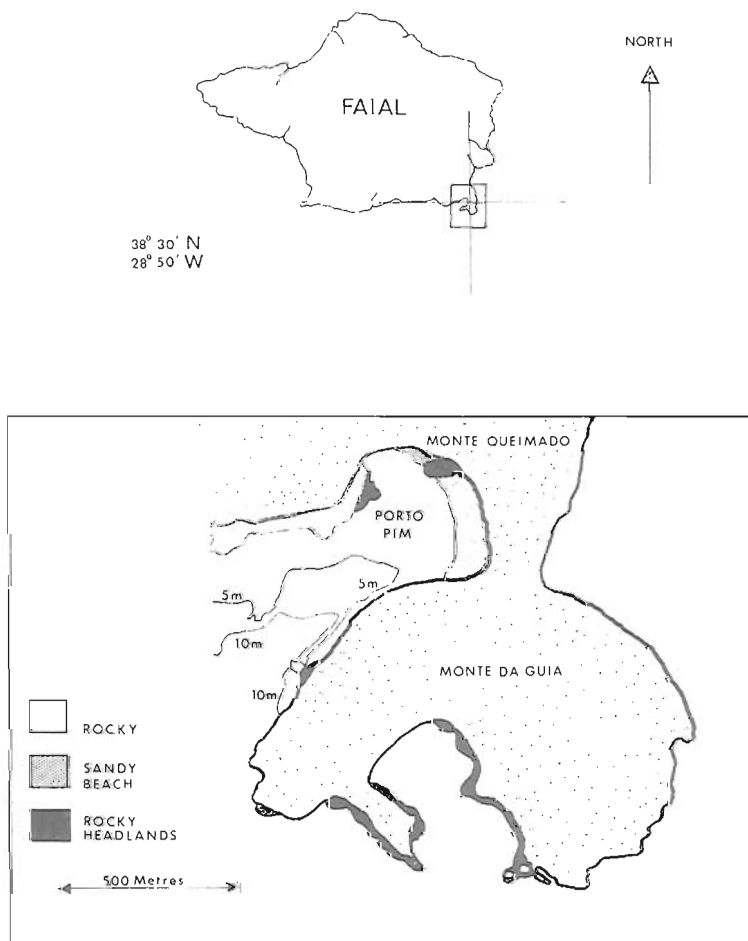 NORTH
FAIAL
38° 30′ N
28° 50′ W
MONTE QUEIMADO
PORTO
PIM
5m
5m
10m
10m
MONTE DA GUIA
ROCKY
SANDY
BEACH
ROCKY
HEADLANDS
500 Metres